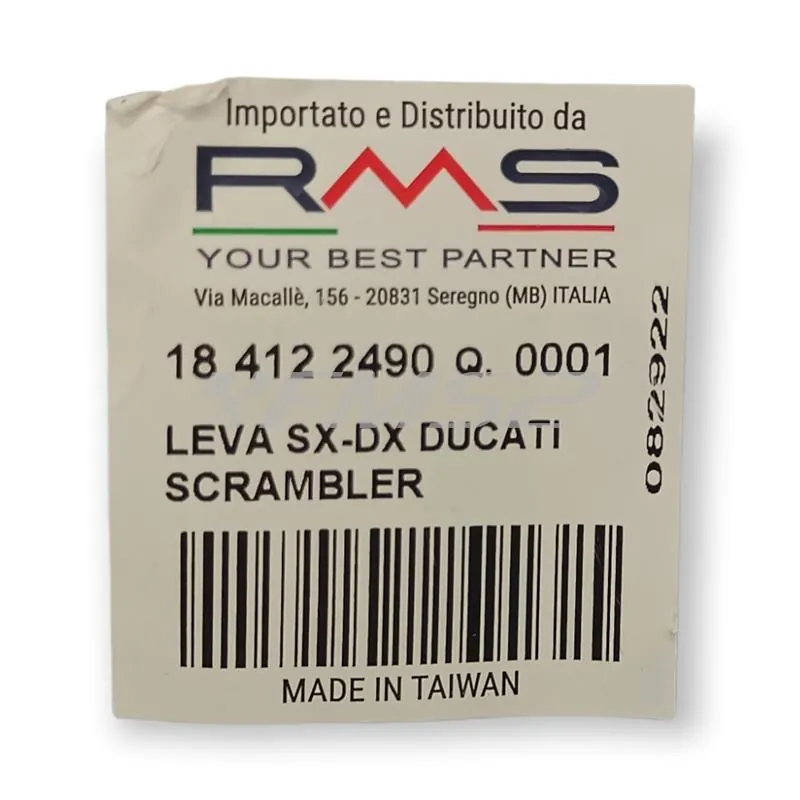 Importato e Distribuito da
RMS
YOUR BEST PARTNER
Via Macallè, 156 - 20831 Seregno (MB) ITALIA
18 412 2490 Q. 0001
LEVA SX-DX DUCATI
SCRAMBLER
082922
MADE IN TAIWAN